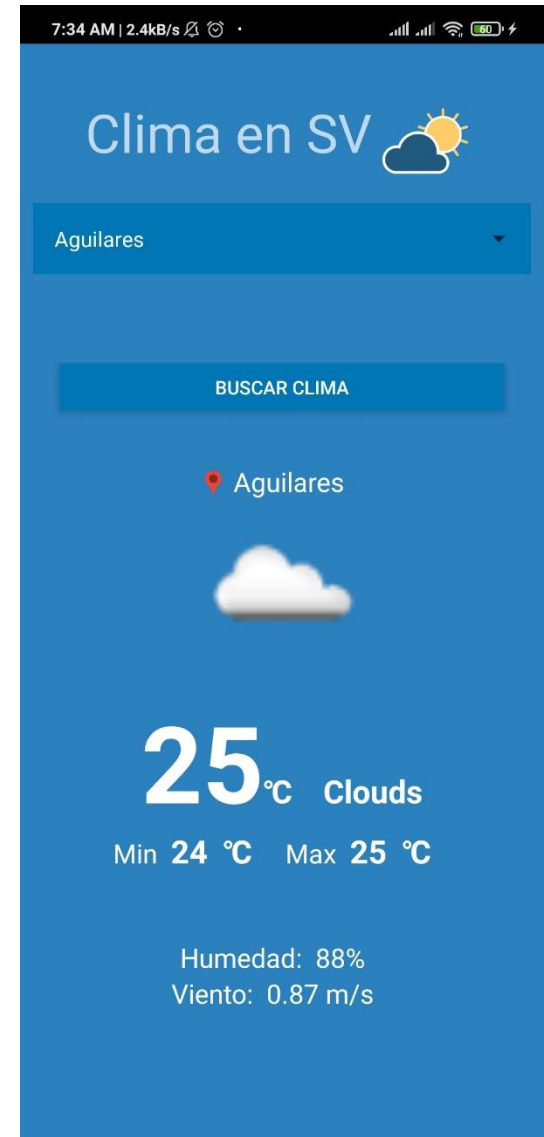 7:34 AM | 2.4kB/s
60
Clima en SV
Aguilares
BUSCAR CLIMA
Aguilares
25 °C Clouds
Min 24 °C Max 25 °C
Humedad: 88%
Viento: 0.87 m/s